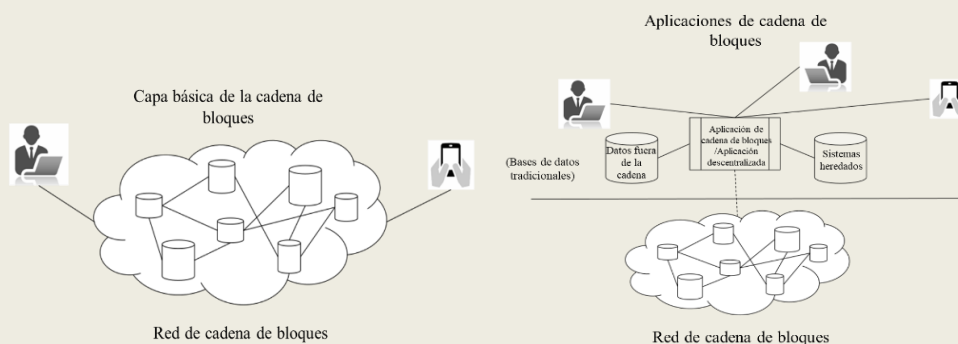 Capa básica de la cadena de
bloques
Red de cadena de bloques
Aplicaciones de cadena de
bloques
(Bases de datos
tradicionales)
Datos fuera
de la
cadena
Aplicación de
cadena de bloques
/Aplicación
descentralizada
Sistemas
heredados
Red de cadena de bloques